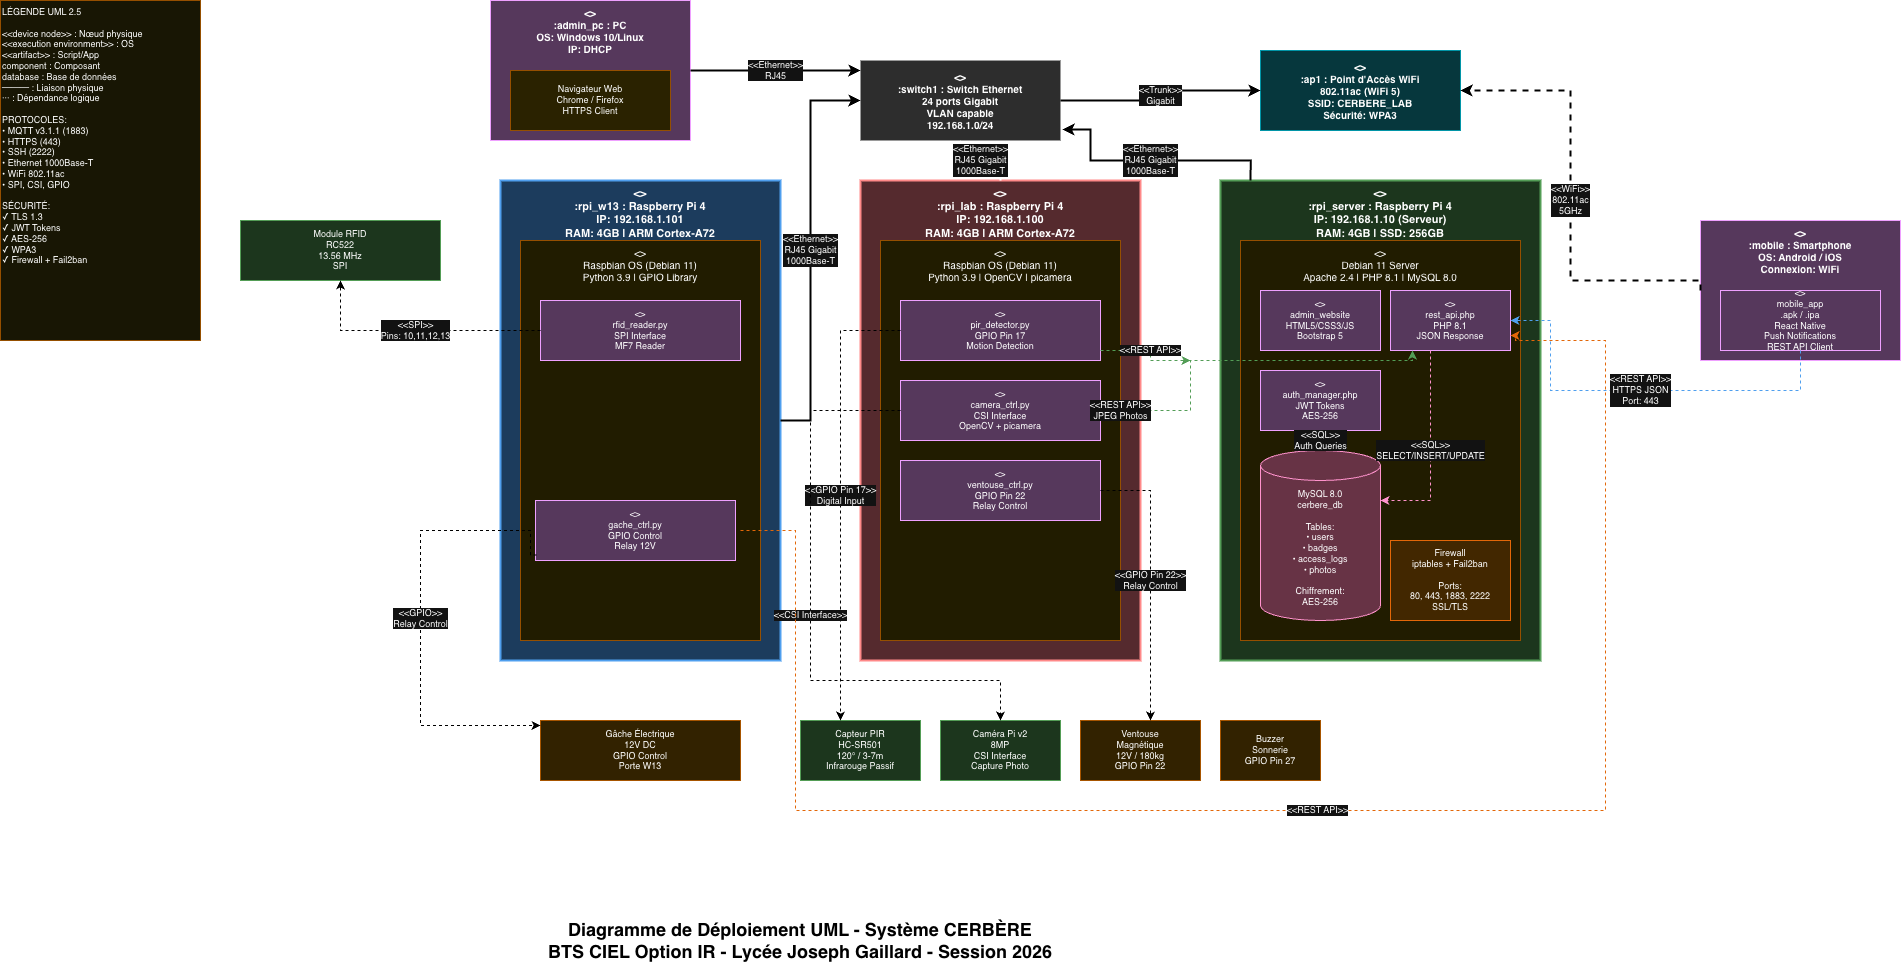 LÉGENDE UML 2.5
<<device node>> : Nœud physique
<<execution environment>> : OS
<<artifact>> : Script/App
component : Composant
database : Base de données
——— : Liaison physique
··· : Dépendance logique
PROTOCOLES:
• MQTT v3.1.1 (1883)
• HTTPS (443)
• SSH (2222)
• Ethernet 1000Base-T
• WiFi 802.11ac
• SPI, CSI, GPIO
SÉCURITÉ:
✓ TLS 1.3
✓ JWT Tokens
✓ AES-256
✓ WPA3
✓ Firewall + Fail2ban
<>
:admin_pc : PC
OS: Windows 10/Linux
IP: DHCP
Navigateur Web
Chrome / Firefox
HTTPS Client
<<Ethernet>>
RJ45
<>
:switch1 : Switch Ethernet
24 ports Gigabit
VLAN capable
192.168.1.0/24
<<Trunk>>
Gigabit
<>
:ap1 : Point d'Accès WiFi
802.11ac (WiFi 5)
SSID: CERBERE_LAB
Sécurité: WPA3
<<Ethernet>>
RJ45 Gigabit
1000Base-T
<<Ethernet>>
RJ45 Gigabit
1000Base-T
<<WiFi>>
802.11ac
5GHz
Module RFID
RC522
13.56 MHz
SPI
<<SPI>>
Pins: 10,11,12,13
<>
:rpi_w13 : Raspberry Pi 4
IP: 192.168.1.101
RAM: 4GB | ARM Cortex-A72
<>
Raspbian OS (Debian 11)
Python 3.9 | GPIO Library
<>
rfid_reader.py
SPI Interface
MF7 Reader
<>
gache_ctrl.py
GPIO Control
Relay 12V
<<Ethernet>>
RJ45 Gigabit
1000Base-T
<>
:rpi_lab : Raspberry Pi 4
IP: 192.168.1.100
RAM: 4GB | ARM Cortex-A72
<>
Raspbian OS (Debian 11)
Python 3.9 | OpenCV | picamera
<>
pir_detector.py
GPIO Pin 17
Motion Detection
<>
camera_ctrl.py
CSI Interface
OpenCV + picamera
<>
ventouse_ctrl.py
GPIO Pin 22
Relay Control
<<REST API>>
<<REST API>>
JPEG Photos
<>
:rpi_server : Raspberry Pi 4
IP: 192.168.1.10 (Serveur)
RAM: 4GB | SSD: 256GB
<>
Debian 11 Server
Apache 2.4 | PHP 8.1 | MySQL 8.0
<>
admin_website
HTML5/CSS3/JS
Bootstrap 5
<>
rest_api.php
PHP 8.1
JSON Response
<>
auth_manager.php
JWT Tokens
AES-256
<<SQL>>
Auth Queries
<<SQL>>
SELECT/INSERT/UPDATE
MySQL 8.0
cerbere_db
Tables:
• users
• badges
• access_logs
• photos
Chiffrement:
AES-256
Firewall
iptables + Fail2ban
Ports:
80, 443, 1883, 2222
SSL/TLS
<>
:mobile : Smartphone
OS: Android / iOS
Connexion: WiFi
<>
mobile_app
.apk / .ipa
React Native
Push Notifications
REST API Client
<<REST API>>
HTTPS JSON
Port: 443
<<GPIO>>
Relay Control
<<GPIO Pin 17>>
Digital Input
<<CSI Interface>>
<<GPIO Pin 22>>
Relay Control
Gâche Électrique
12V DC
GPIO Control
Porte W13
Capteur PIR
HC-SR501
120° / 3-7m
Infrarouge Passif
Caméra Pi v2
8MP
CSI Interface
Capture Photo
Ventouse
Magnétique
12V / 180kg
GPIO Pin 22
Buzzer
Sonnerie
GPIO Pin 27
<<REST API>>
Diagramme de Déploiement UML - Système CERBÈRE
BTS CIEL Option IR - Lycée Joseph Gaillard - Session 2026